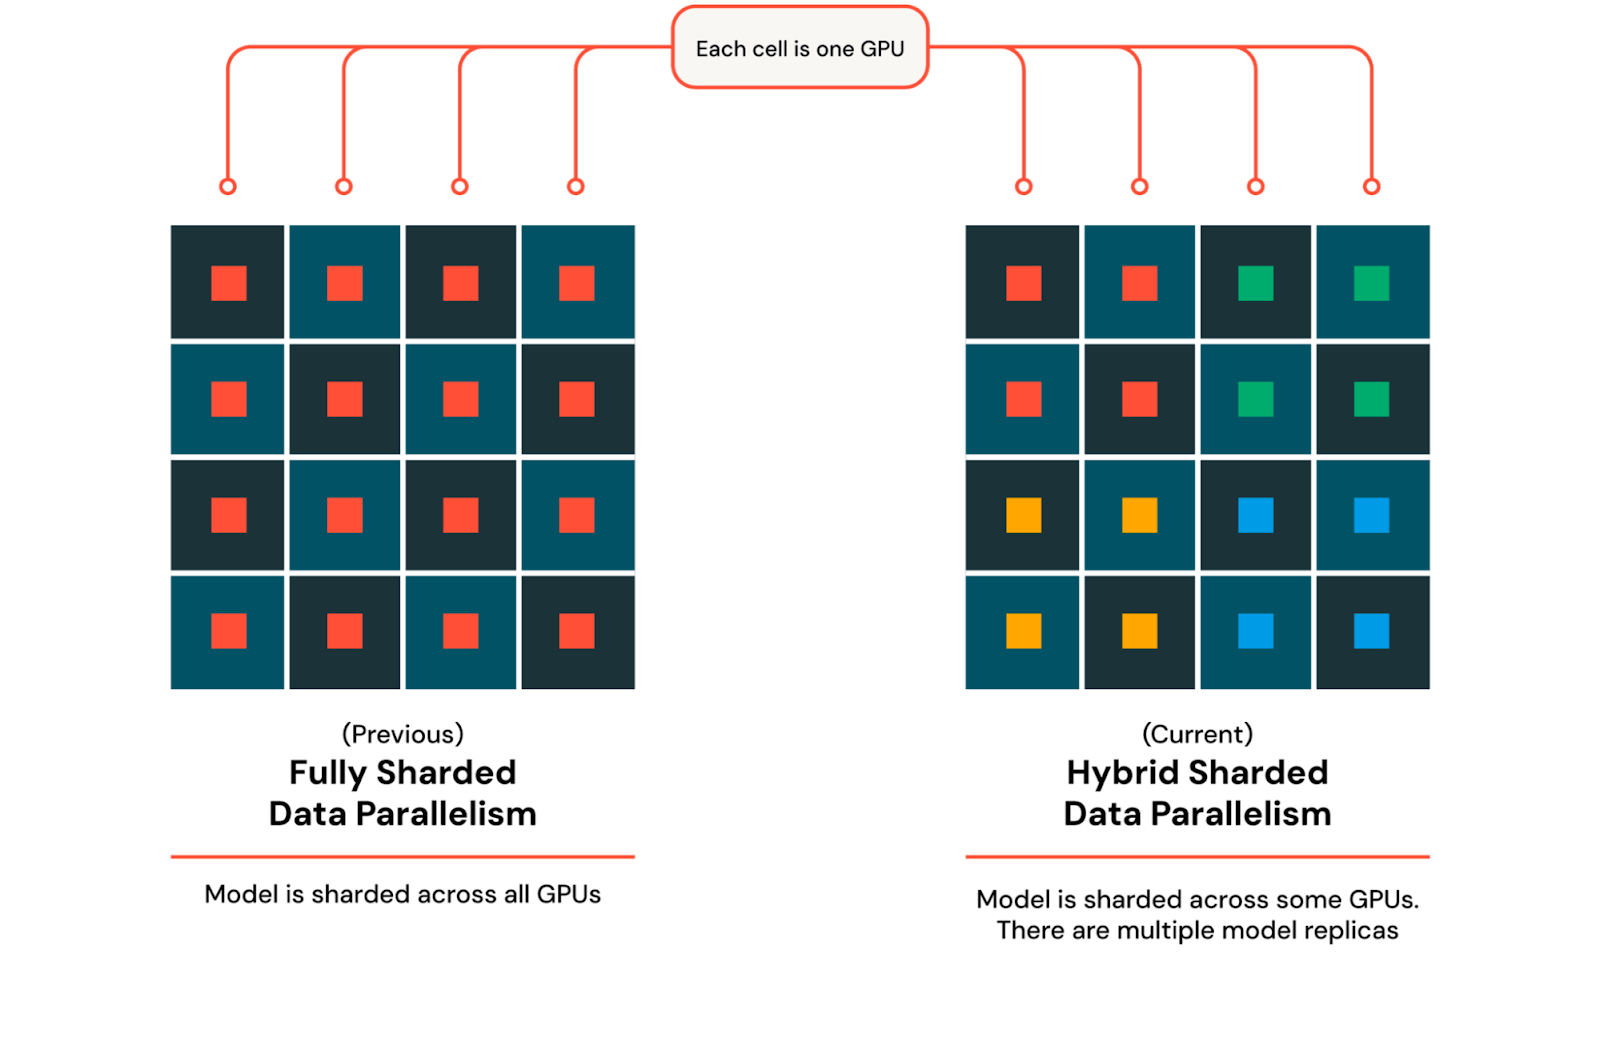 Each cell is one GPU
(Previous)
Fully Sharded
Data Parallelism
Model is sharded across all GPUs
(Current)
Hybrid Sharded
Data Parallelism
Model is sharded across some GPUs.
There are multiple model replicas